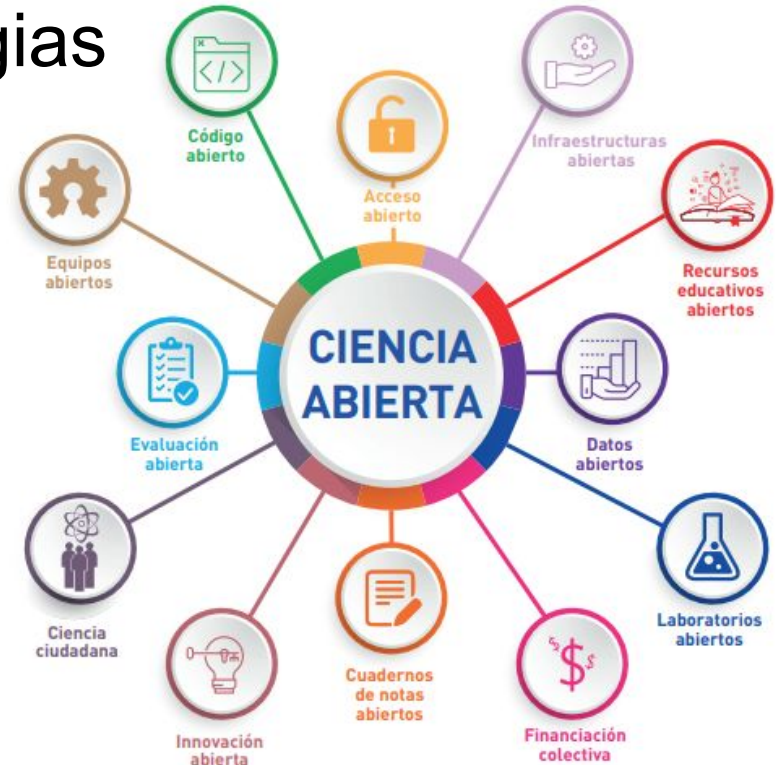 gias
Código
abierto
Acceso
abierto
Infraestructuras
abiertas
Equipos
abiertos
Recursos
educativos
abiertos
CIENCIA
ABIERTA
Evaluación
abierta
Datos
abiertos
Ciencia
ciudadana
Laboratorios
abiertos
Cuadernos
de notas
abiertos
Innovación
abierta
Financiación
colectiva